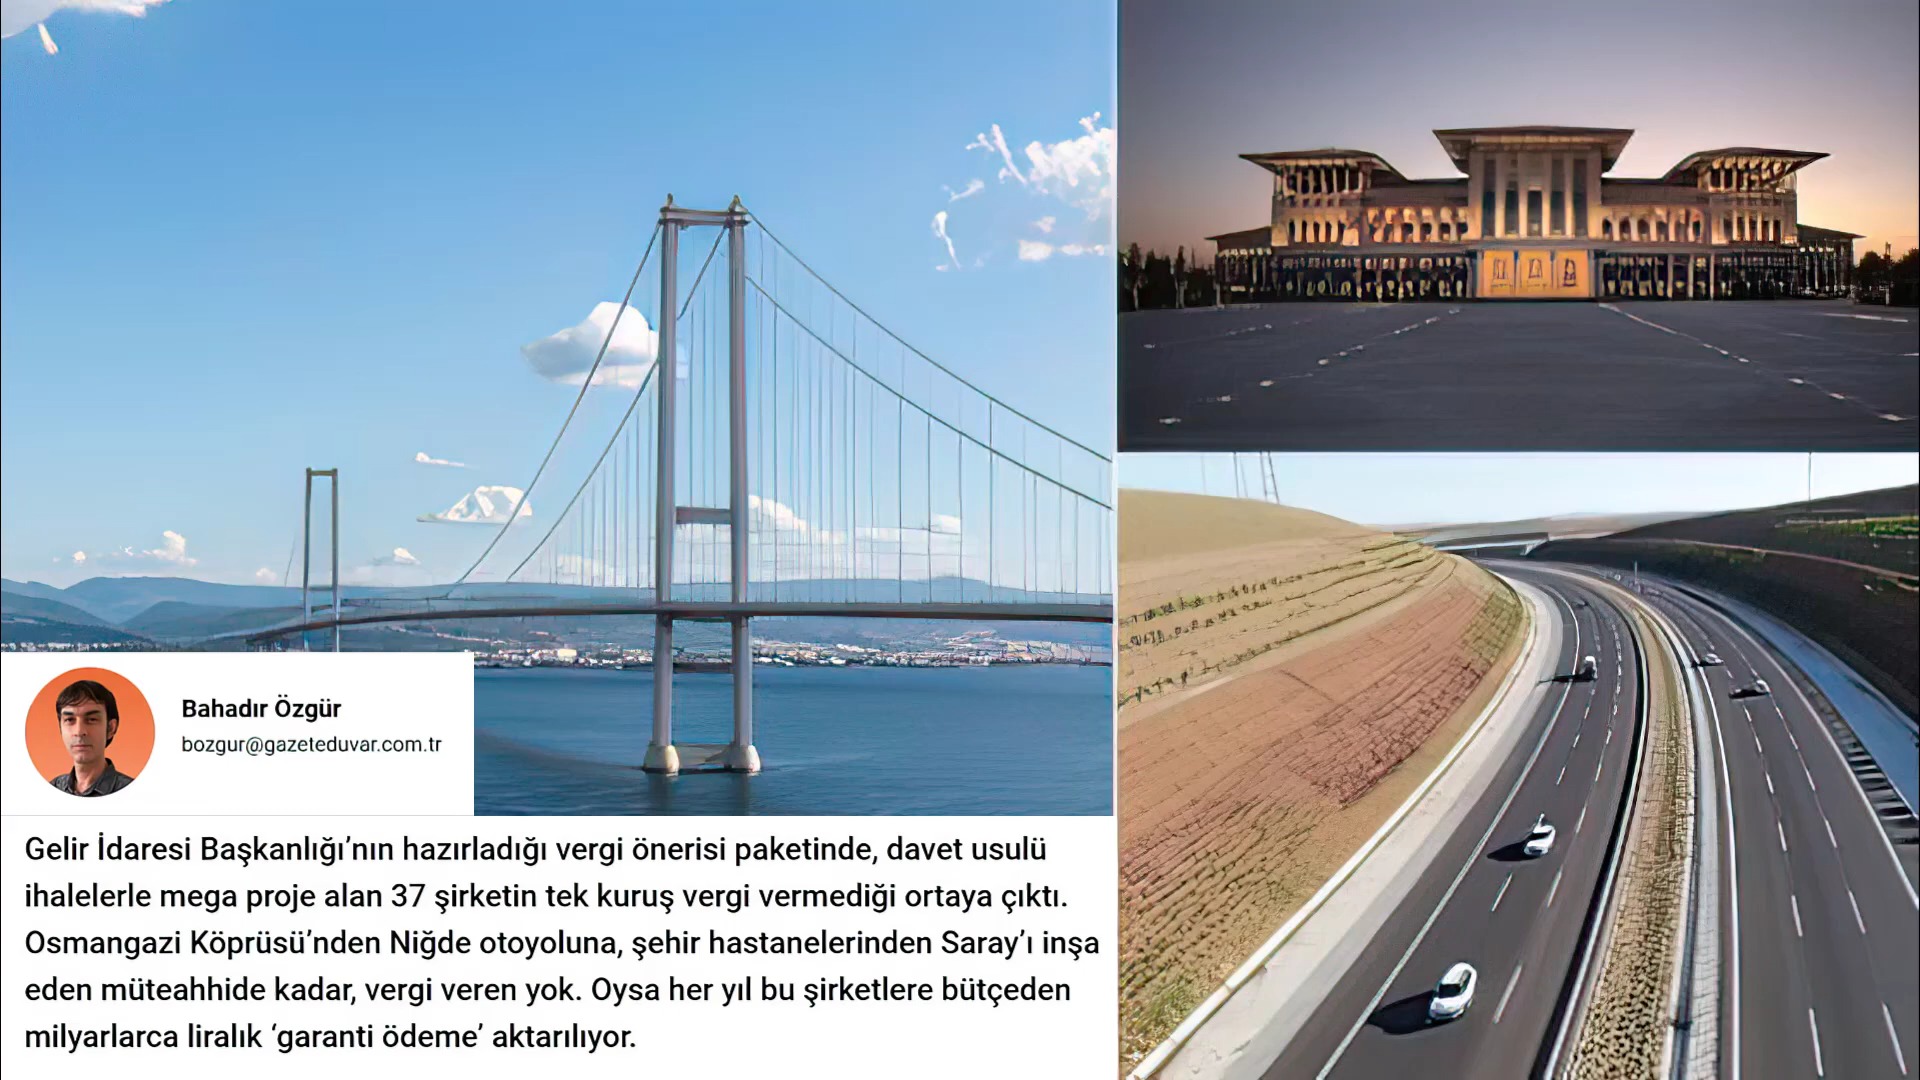 Bahadır Özgür
bozgur@gazeteduvar.com.tr
Gelir İdaresi Başkanlığı’nın hazırladığı vergi önerisi paketinde, davet usulü
ihalelerle mega proje alan 37 şirketin tek kuruş vergi vermediği ortaya çıktı.
Osmangazi Köprüsü’nden Niğde otoyoluna, şehir hastanelerinden Saray’ı inşa
eden müteahhide kadar, vergi veren yok. Oysa her yıl bu şirketlere bütçeden
milyarlarca liralık ‘garanti ödeme’ aktarılıyor.